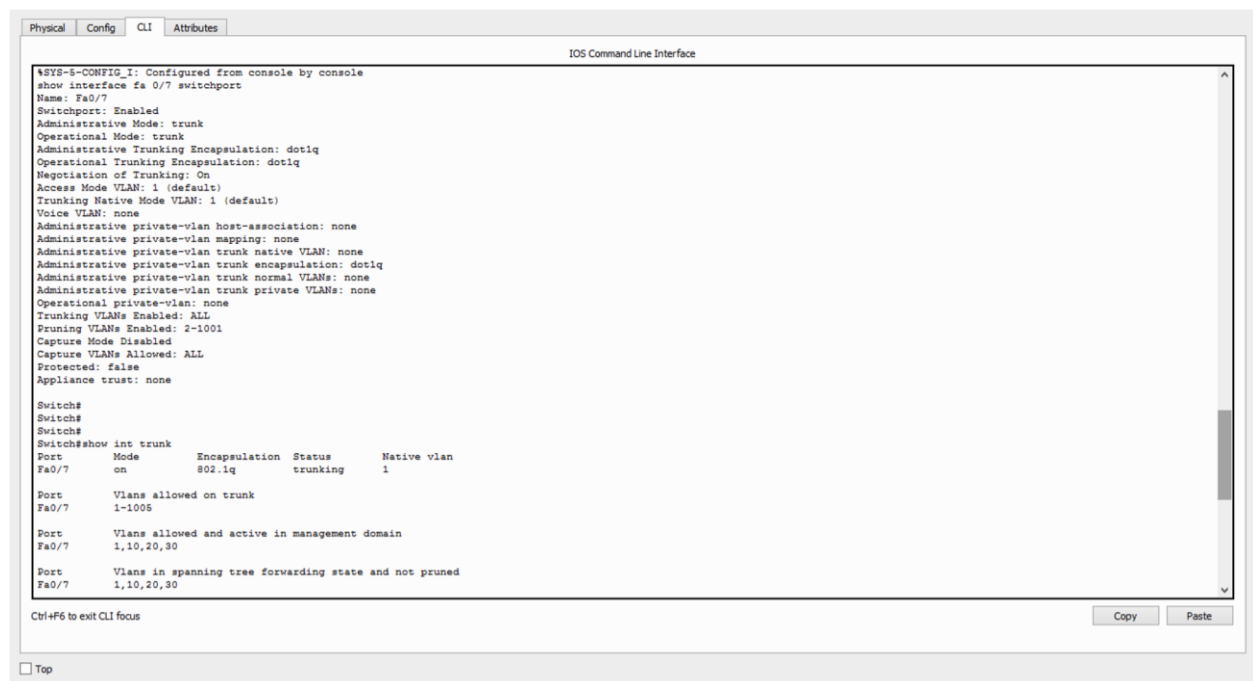 Physical Config CLI Attributes
IOS Command Line Interface
%SYS-5-CONFIG_I: Configured from console by console
show interface fa 0/7 switchport
Name: Fa0/7
Switchport: Enabled
Administrative Mode: trunk
Operational Mode: trunk
Administrative Trunking Encapsulation: dot1q
Operational Trunking Encapsulation: dot1q
Negotiation of Trunking: On
Access Mode VLAN: 1 (default)
Trunking Native Mode VLAN: 1 (default)
Voice VLAN: none
Administrative private-vlan host-association: none
Administrative private-vlan mapping: none
Administrative private-vlan trunk native VLAN: none
Administrative private-vlan trunk encapsulation: dot1q
Administrative private-vlan trunk normal VLANs: none
Administrative private-vlan trunk private VLANs: none
Operational private-vlan: none
Trunking VLANs Enabled: ALL
Pruning VLANs Enabled: 2-1001
Capture Mode Disabled
Capture VLANs Allowed: ALL
Protected: false
Appliance trust: none
Switch#
Switch#
Switch#
Switch#show int trunk
Port Mode Encapsulation Status Native vlan
Fa0/7 on 802.1q trunking 1
Port Vlans allowed on trunk
Fa0/7 1-1005
Port Vlans allowed and active in management domain
Fa0/7 1,10,20,30
Port Vlans in spanning tree forwarding state and not pruned
Fa0/7 1,10,20,30
Ctrl+F6 to exit CLI focus
Copy Paste
Top